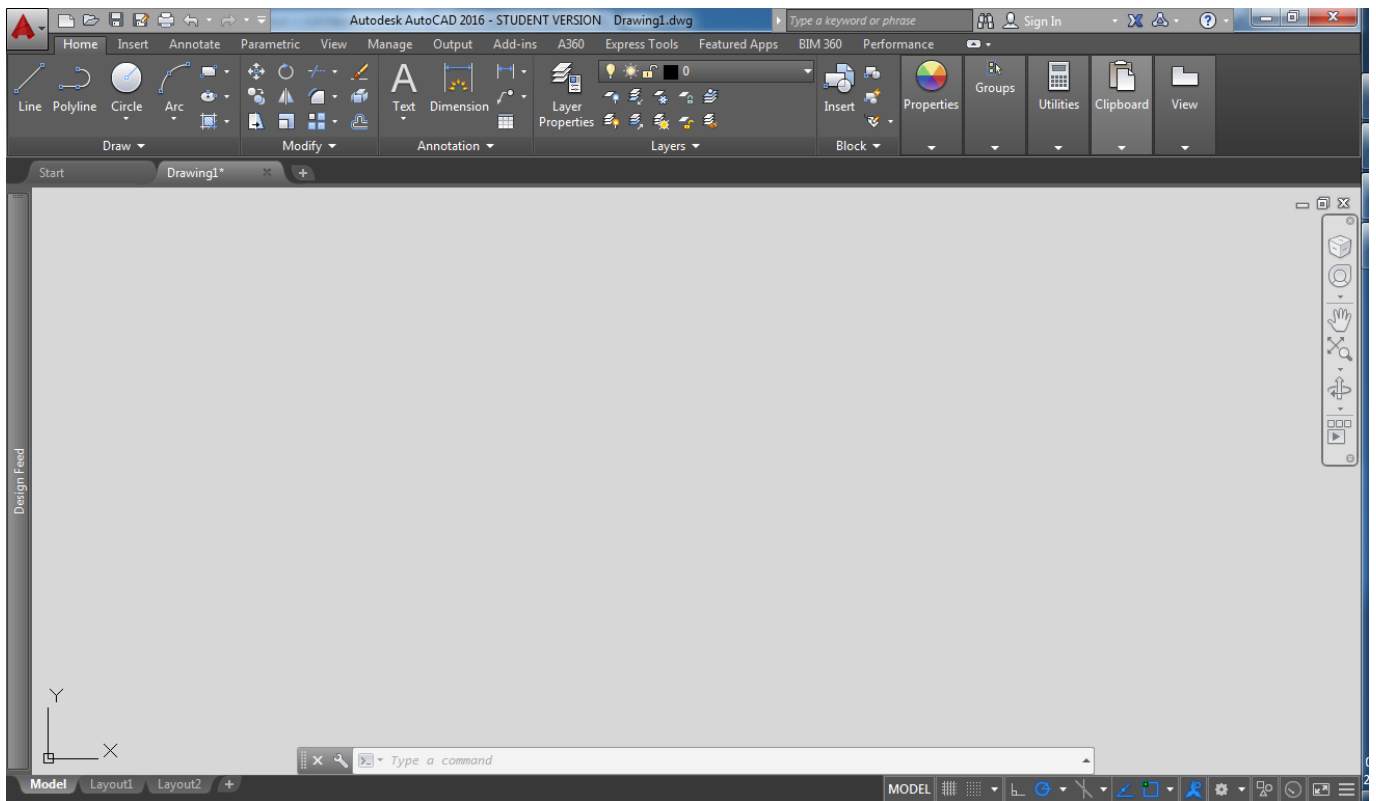 Autodesk AutoCAD 2016 - STUDENT VERSION Drawing1.dwg Type a keyword or phrase Sign In
Home Insert Annotate Parametric View Manage Output Add-ins A360 Express Tools Featured Apps BIM 360 Performance
0
Line Polyline Circle Arc Text Dimension Layer Properties Insert Properties Groups Utilities Clipboard View
Draw Modify Annotation Layers Block
Start Drawing1*
Design Feed
Y
X
Type a command
Model Layout1 Layout2 MODEL